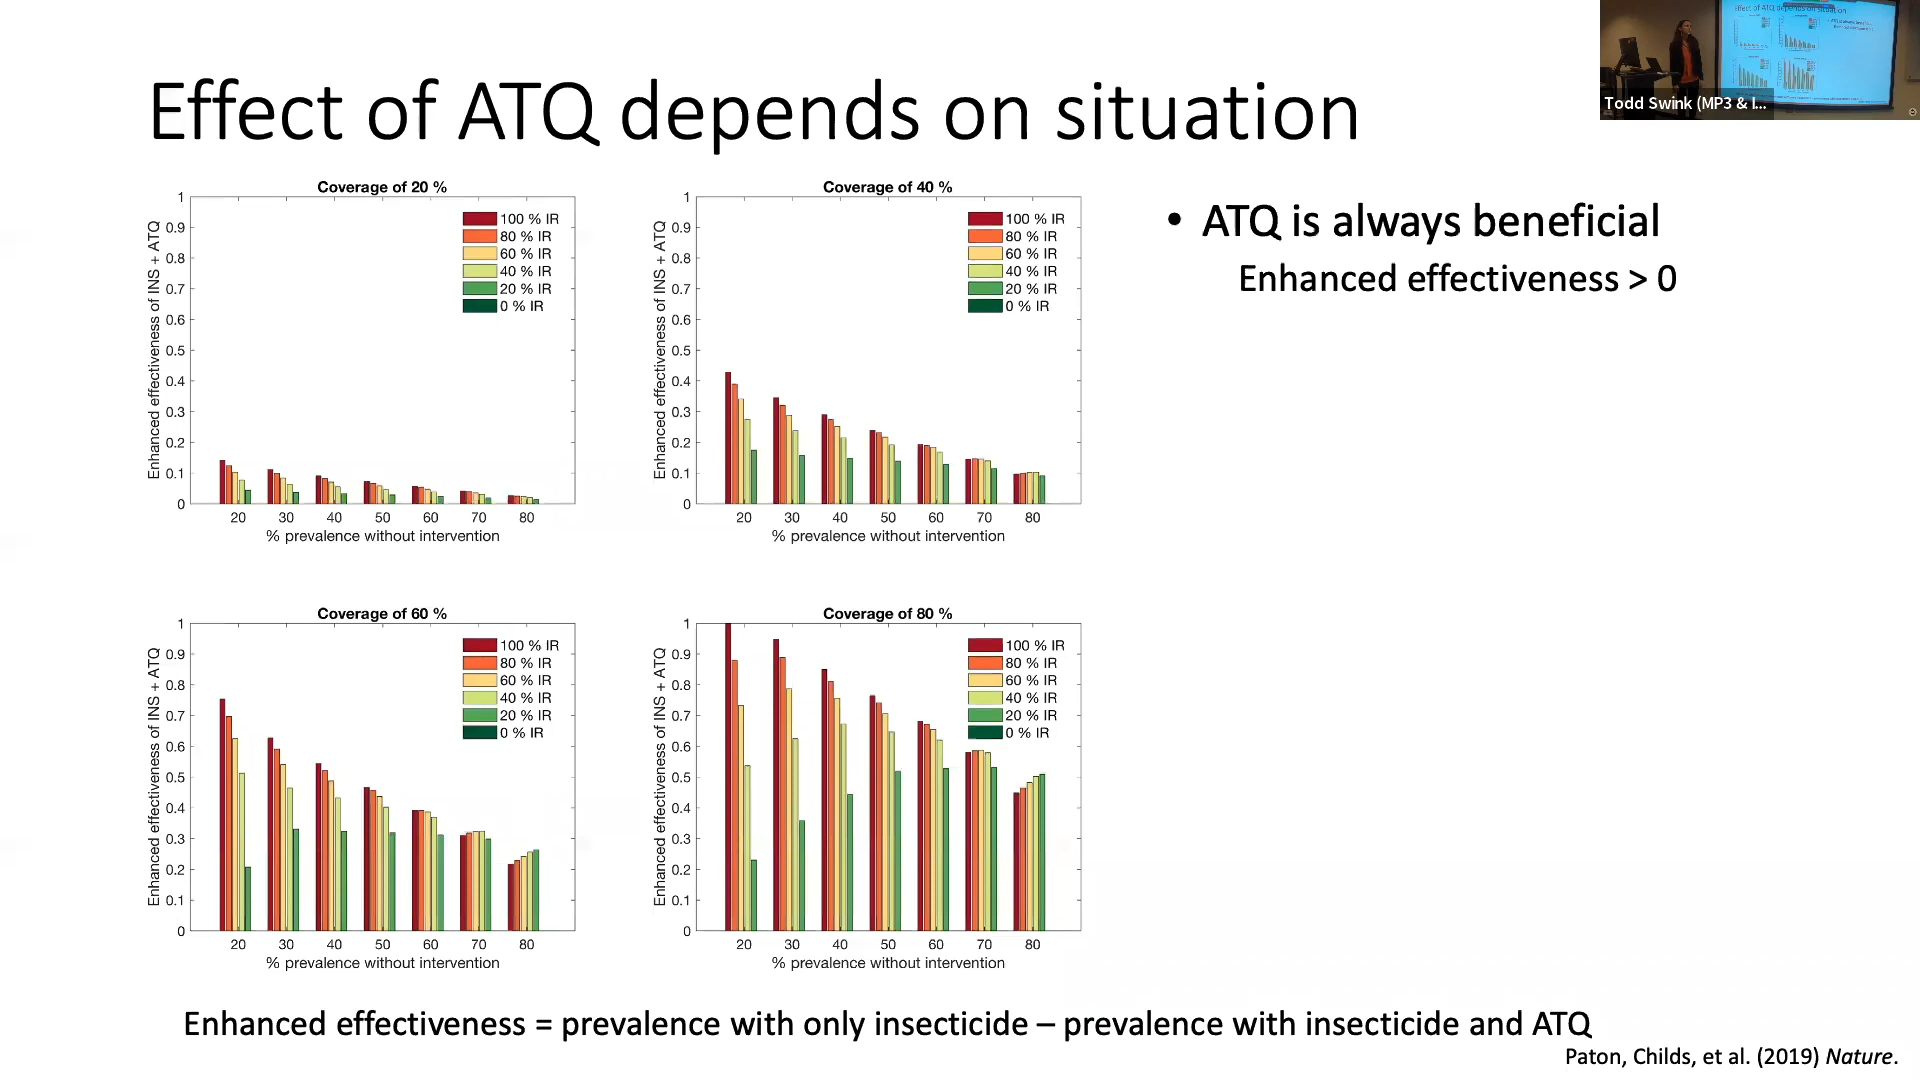 Effect of ATQ depends on situation
Todd Swink (MP3 & I...
Coverage of 20 %
Enhanced effectiveness of INS + ATQ
1
0.9
0.8
0.7
0.6
0.5
0.4
0.3
0.2
0.1
0
100 % IR
80 % IR
60 % IR
40 % IR
20 % IR
0 % IR
20 30 40 50 60 70 80
% prevalence without intervention
Coverage of 40 %
Enhanced effectiveness of INS + ATQ
1
0.9
0.8
0.7
0.6
0.5
0.4
0.3
0.2
0.1
0
100 % IR
80 % IR
60 % IR
40 % IR
20 % IR
0 % IR
20 30 40 50 60 70 80
% prevalence without intervention
• ATQ is always beneficial
Enhanced effectiveness > 0
Coverage of 60 %
Enhanced effectiveness of INS + ATQ
1
0.9
0.8
0.7
0.6
0.5
0.4
0.3
0.2
0.1
0
100 % IR
80 % IR
60 % IR
40 % IR
20 % IR
0 % IR
20 30 40 50 60 70 80
% prevalence without intervention
Coverage of 80 %
Enhanced effectiveness of INS + ATQ
1
0.9
0.8
0.7
0.6
0.5
0.4
0.3
0.2
0.1
0
100 % IR
80 % IR
60 % IR
40 % IR
20 % IR
0 % IR
20 30 40 50 60 70 80
% prevalence without intervention
Enhanced effectiveness = prevalence with only insecticide – prevalence with insecticide and ATQ
Paton, Childs, et al. (2019) Nature.